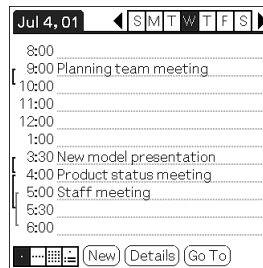 Jul 4, 01 S M T W T F S
8:00
9:00 Planning team meeting
10:00
11:00
12:00
1:00
3:30 New model presentation
4:00 Product status meeting
5:00 Staff meeting
5:30
6:00
New Details Go To